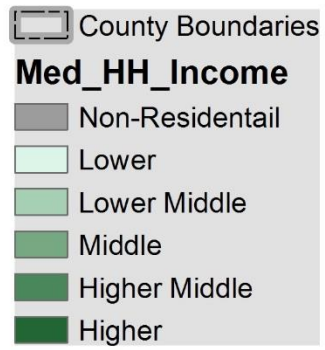 County Boundaries
Med_HH_Income
Non-Residentail
Lower
Lower Middle
Middle
Higher Middle
Higher